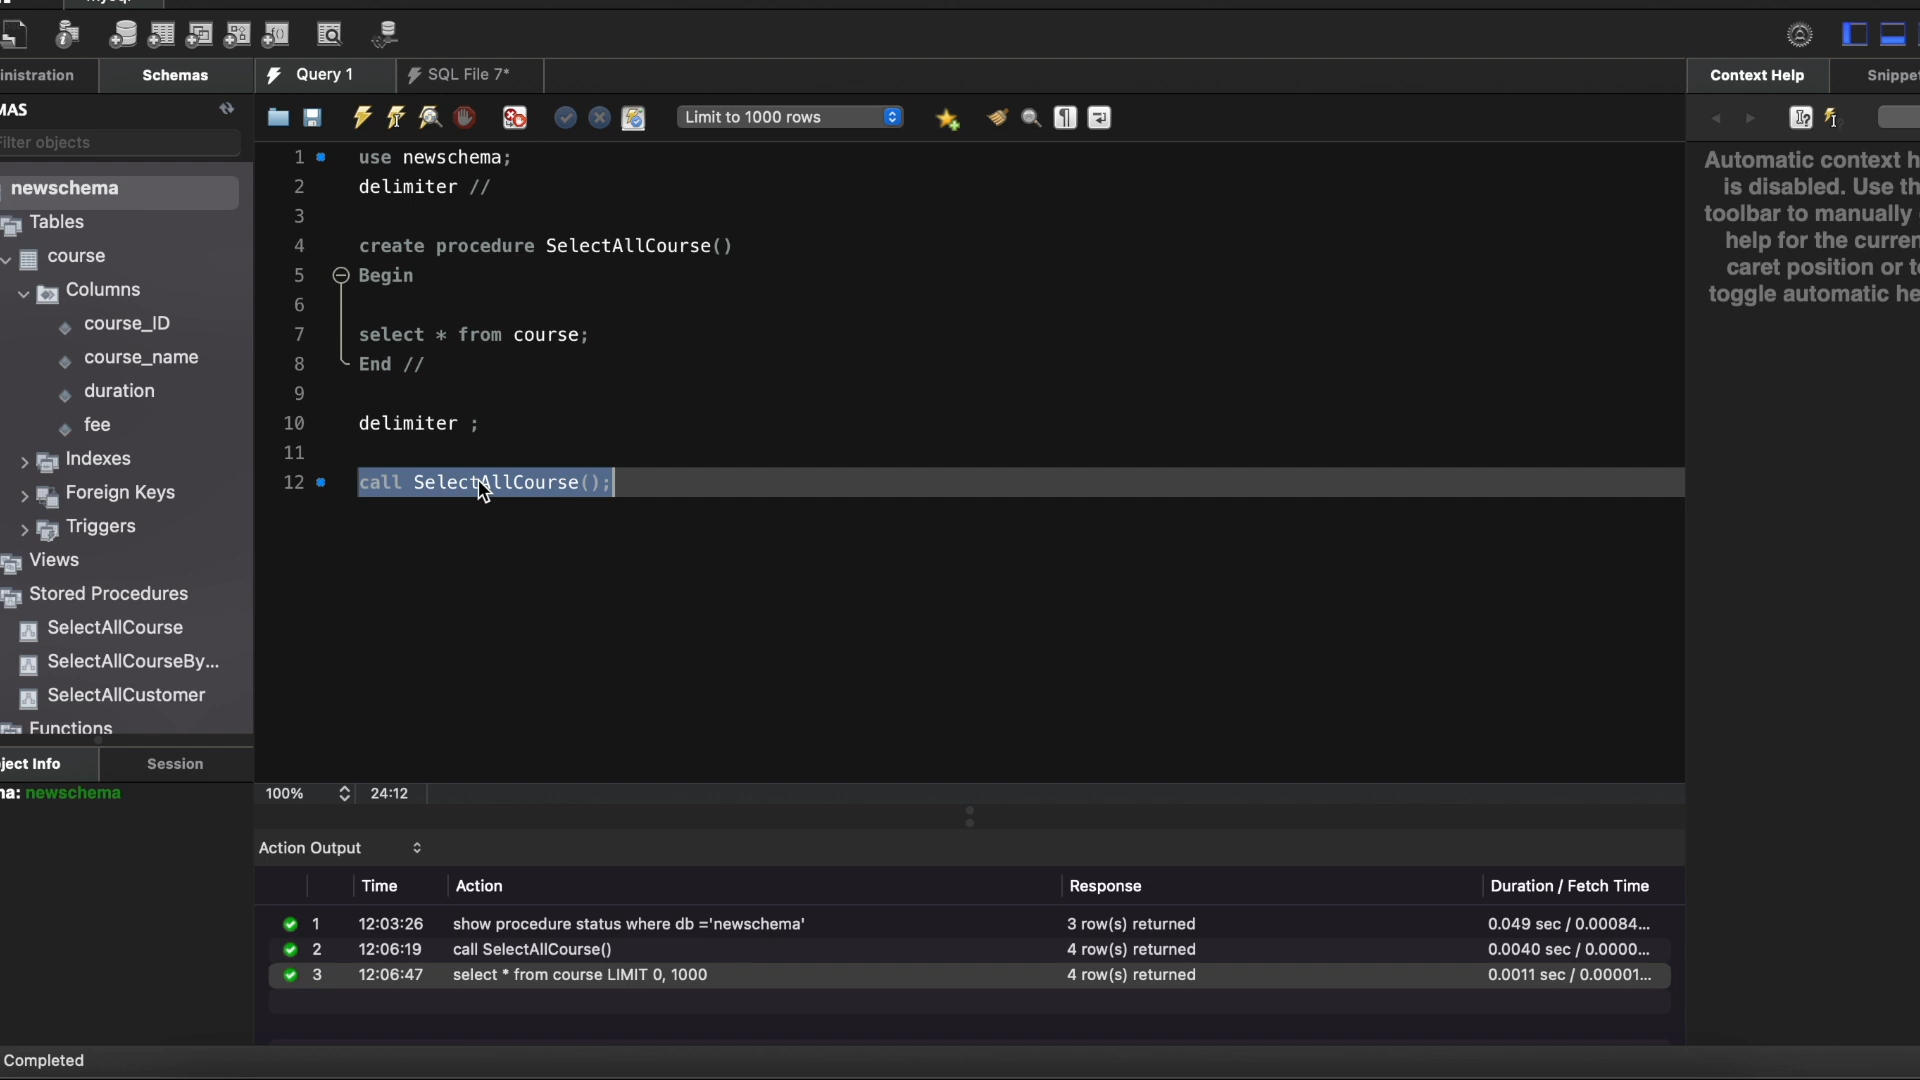 inistration
Schemas
Query 1
SQL File 7*
Context Help
Snippet
MAS
Filter objects
Limit to 1000 rows
newschema
Tables
course
Columns
course_ID
course_name
duration
fee
Indexes
Foreign Keys
Triggers
Views
Stored Procedures
SelectAllCourse
SelectAllCourseBy...
SelectAllCustomer
Functions
1 use newschema;
2 delimiter //
3
4 create procedure SelectAllCourse()
5 Begin
6
7 select * from course;
8 End //
9
10 delimiter ;
11
12 call SelectAllCourse();
Automatic context h
is disabled. Use th
toolbar to manually
help for the curren
caret position or to
toggle automatic he
ject Info
Session
na: newschema
100%
24:12
Action Output
Time Action Response Duration / Fetch Time
1 12:03:26 show procedure status where db ='newschema' 3 row(s) returned 0.049 sec / 0.00084...
2 12:06:19 call SelectAllCourse() 4 row(s) returned 0.0040 sec / 0.0000...
3 12:06:47 select * from course LIMIT 0, 1000 4 row(s) returned 0.0011 sec / 0.00001...
Completed